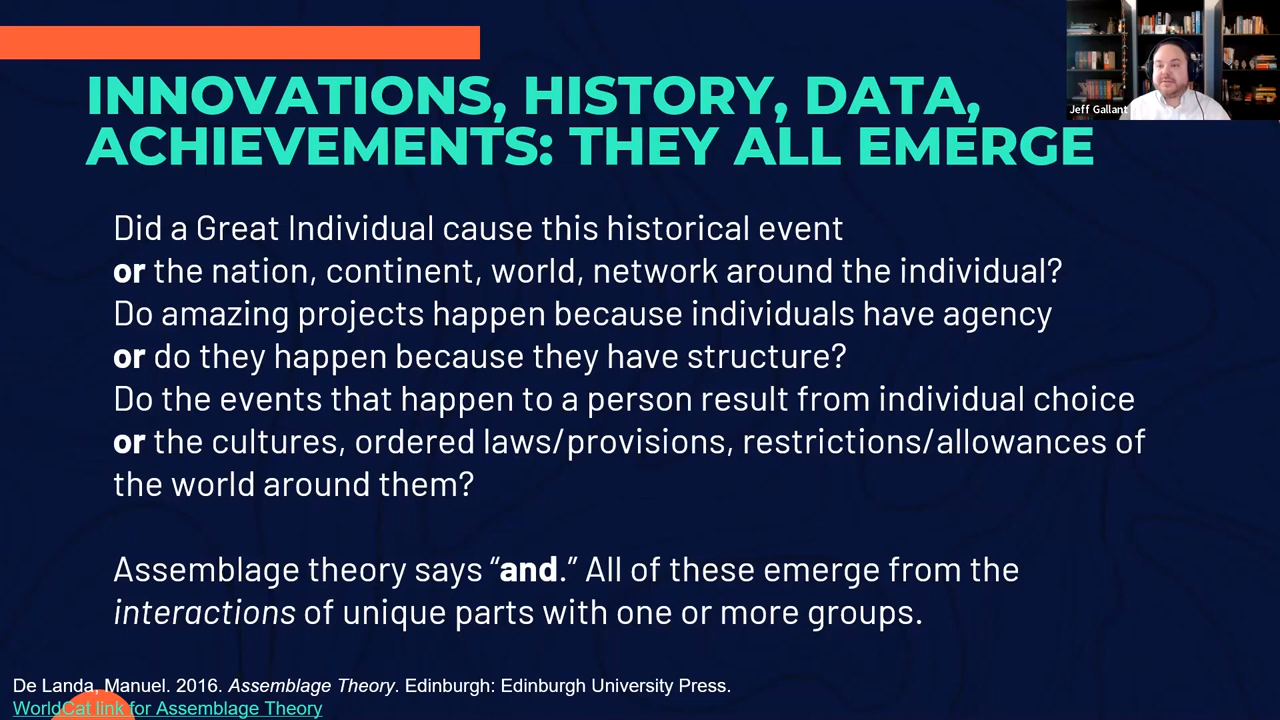 INNOVATIONS, HISTORY, DATA,
ACHIEVEMENTS: THEY ALL EMERGE
Jeff Gallant
Did a Great Individual cause this historical event
or the nation, continent, world, network around the individual?
Do amazing projects happen because individuals have agency
or do they happen because they have structure?
Do the events that happen to a person result from individual choice
or the cultures, ordered laws/provisions, restrictions/allowances of
the world around them?
Assemblage theory says “and.” All of these emerge from the
interactions of unique parts with one or more groups.
De Landa, Manuel. 2016. Assemblage Theory. Edinburgh: Edinburgh University Press.
WorldCat link for Assemblage Theory